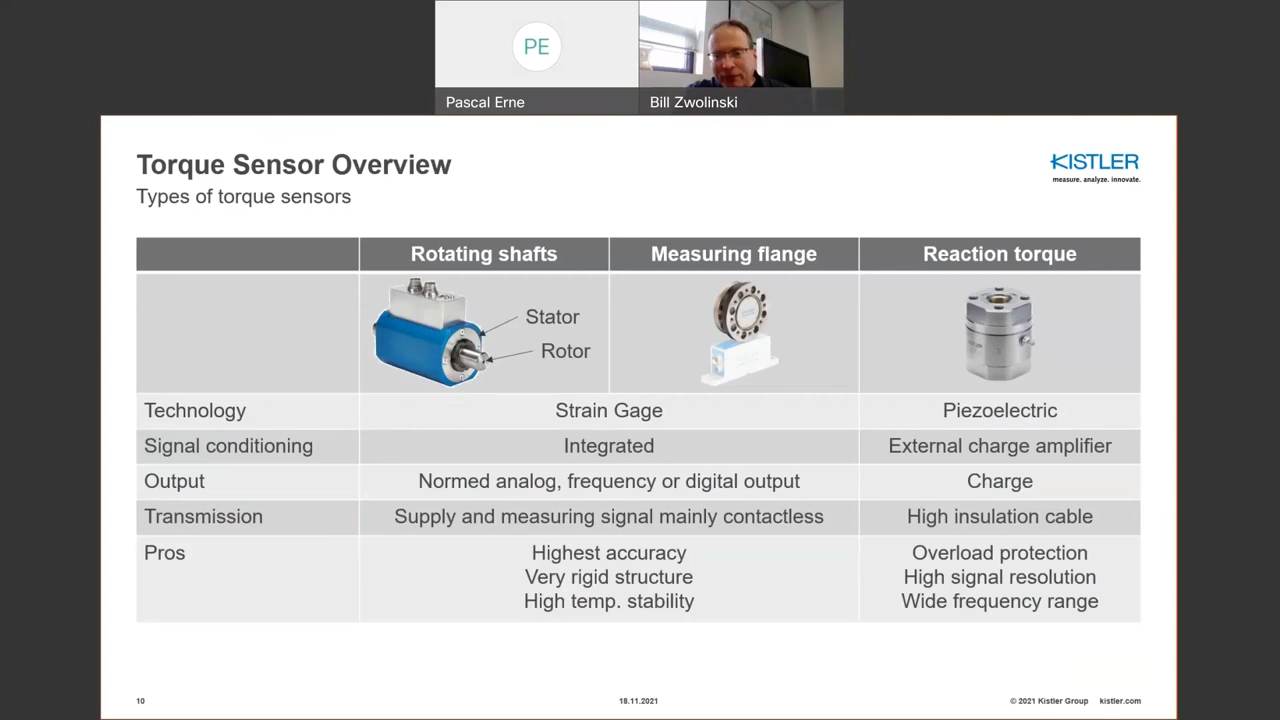 PE
Pascal Erne
Bill Zwolinski
Torque Sensor Overview
Types of torque sensors
KISTLER
measure. analyze. innovate.
Rotating shafts Measuring flange Reaction torque
Stator
Rotor
Technology Strain Gage Piezoelectric
Signal conditioning Integrated External charge amplifier
Output Normed analog, frequency or digital output Charge
Transmission Supply and measuring signal mainly contactless High insulation cable
Pros Highest accuracy Overload protection
Very rigid structure High signal resolution
High temp. stability Wide frequency range
10 18.11.2021 © 2021 Kistler Group kistler.com